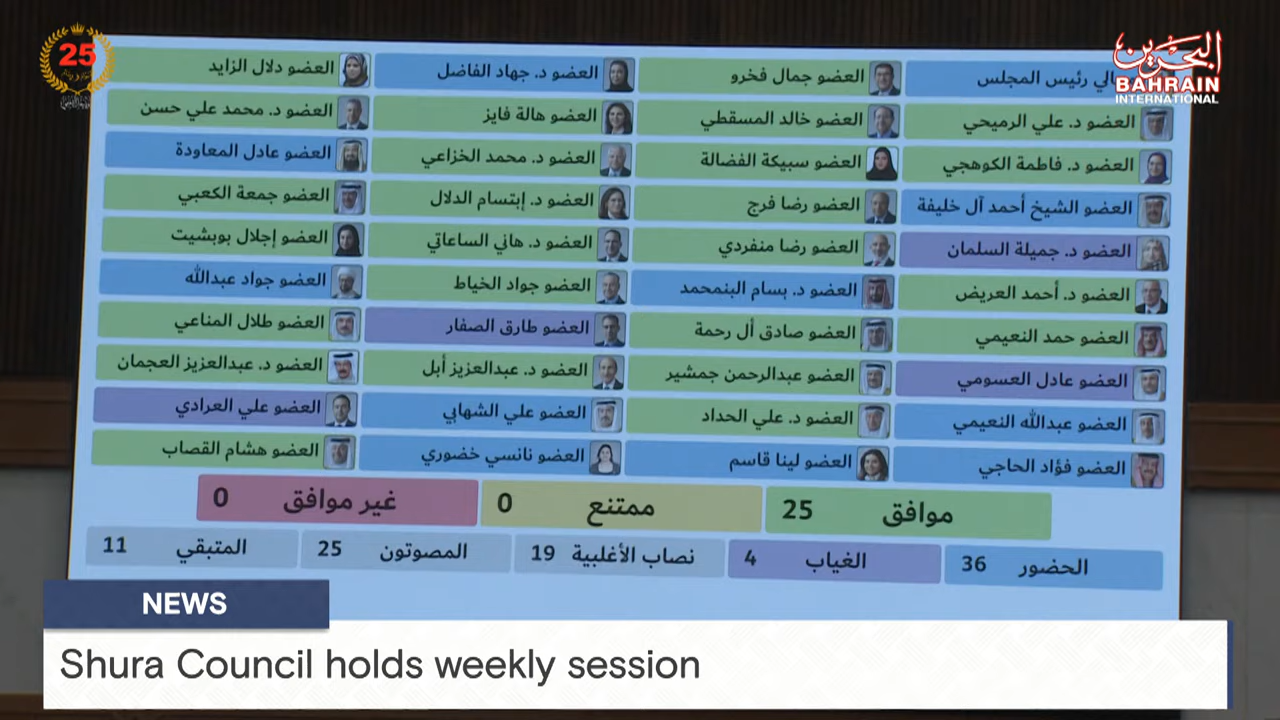 25
البحرين
BAHRAIN
INTERNATIONAL
رئيس المجلس
العضو جمال فخرو
العضو د. جهاد الفاضل
العضو دلال الزايد
العضو د. علي الرميحي
العضو خالد المسقطي
العضو هالة فايز
العضو د. محمد علي حسن
العضو د. فاطمة الكوهجي
العضو سبيكة الفضالة
العضو د. محمد الخزاعي
العضو عادل المعاودة
العضو الشيخ أحمد آل خليفة
العضو رضا فرج
العضو د. إبتسام الدلال
العضو جمعة الكعبي
العضو د. جميلة السلمان
العضو رضا منفردي
العضو د. هاني الساعاتي
العضو إجلال بوبشيت
العضو د. أحمد العريض
العضو د. بسام البنمحمد
العضو جواد الخياط
العضو جواد عبدالله
العضو حمد النعيمي
العضو صادق أل رحمة
العضو طارق الصفار
العضو طلال المناعي
العضو عادل العسومي
العضو عبدالرحمن جمشير
العضو د. عبدالعزيز أبل
العضو د. عبدالعزيز العجمان
العضو عبدالله النعيمي
العضو د. علي الحداد
العضو علي الشهابي
العضو علي العرادي
العضو فؤاد الحاجي
العضو لينا قاسم
العضو نانسي خضوري
العضو هشام القصاب
موافق 25
ممتنع 0
غير موافق 0
الحضور 36
الغياب 4
نصاب الأغلبية 19
المصوتون 25
المتبقي 11
NEWS
Shura Council holds weekly session